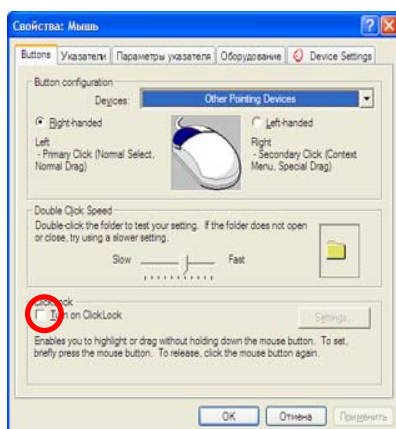 Свойства: Мышь
Buttons Указатели Параметры указателя Оборудование Device Settings
Button configuration
Devices: Other Pointing Devices
Right-handed Left-handed
Left
- Primary Click (Normal Select, Normal Drag)
Right
- Secondary Click (Context Menu, Special Drag)
Double Click Speed
Double-click the folder to test your setting. If the folder does not open
or close, try using a slower setting.
Slow Fast
ClickLock
Turn on ClickLock
Settings...
Enables you to highlight or drag without holding down the mouse button. To set,
briefly press the mouse button. To release, click the mouse button again.
OK Отмена Применить